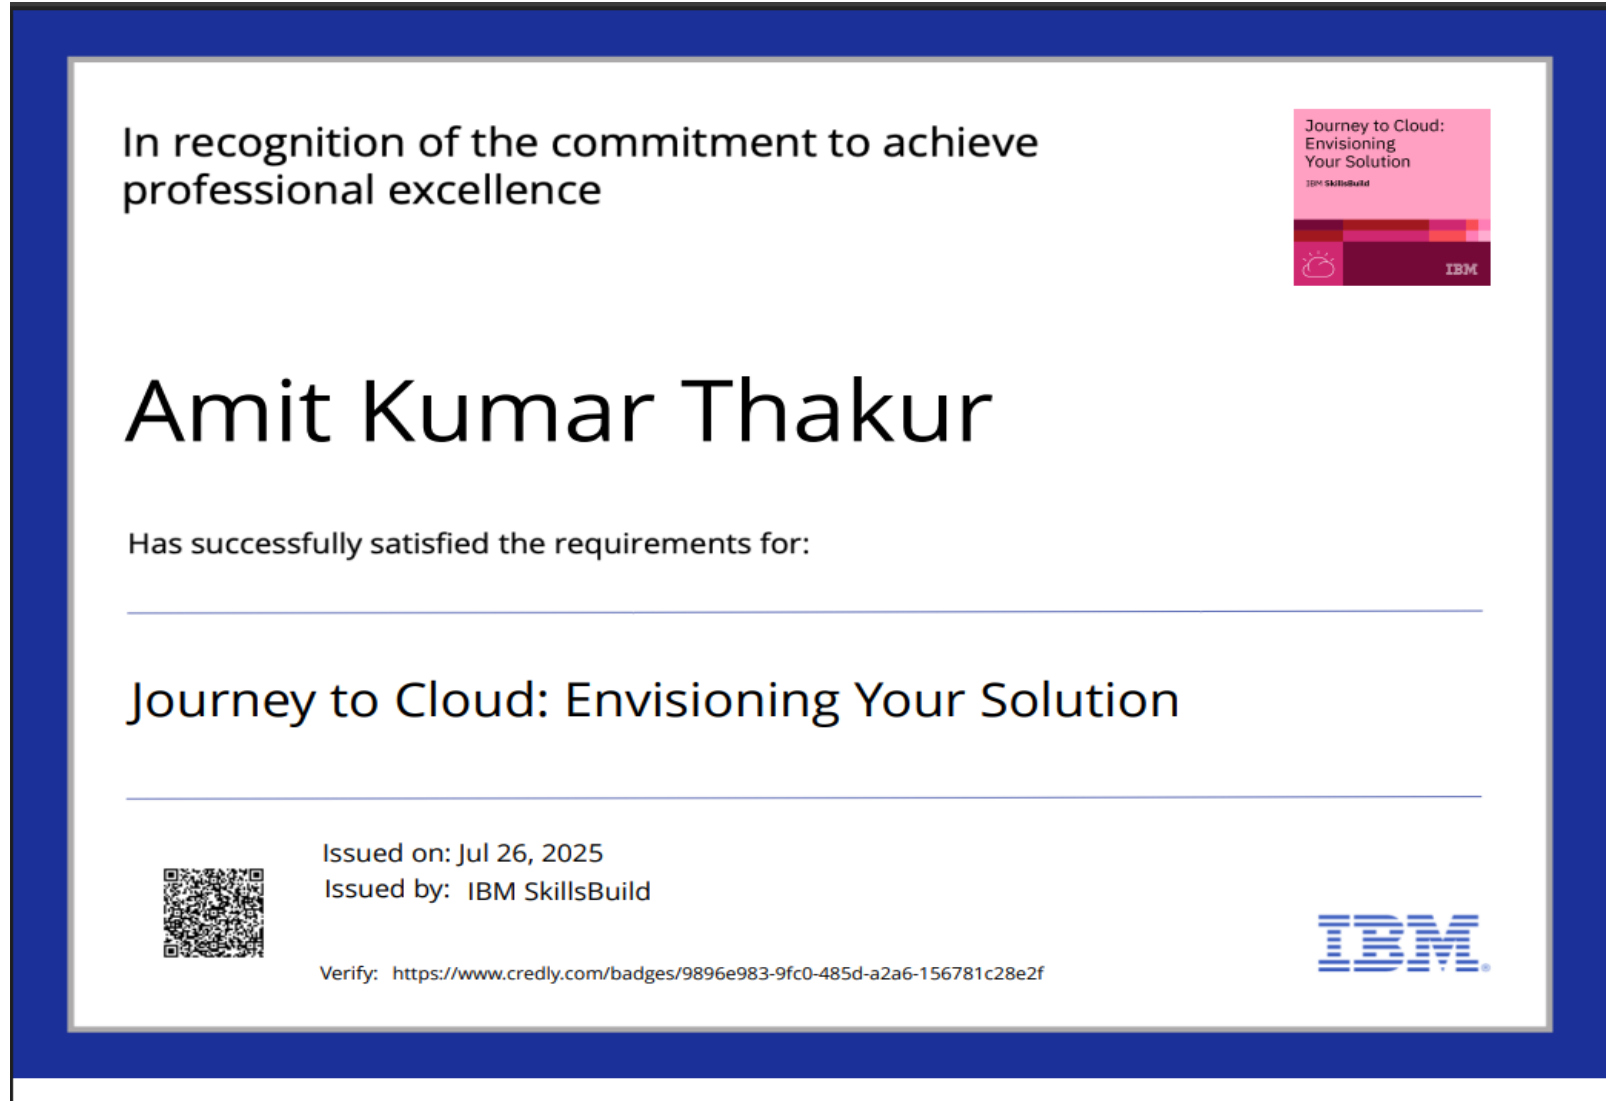 In recognition of the commitment to achieve
professional excellence
Journey to Cloud:
Envisioning
Your Solution
IBM SkillsBuild
IBM
Amit Kumar Thakur
Has successfully satisfied the requirements for:
Journey to Cloud: Envisioning Your Solution
Issued on: Jul 26, 2025
Issued by: IBM SkillsBuild
IBM®
Verify: https://www.credly.com/badges/9896e983-9fc0-485d-a2a6-156781c28e2f